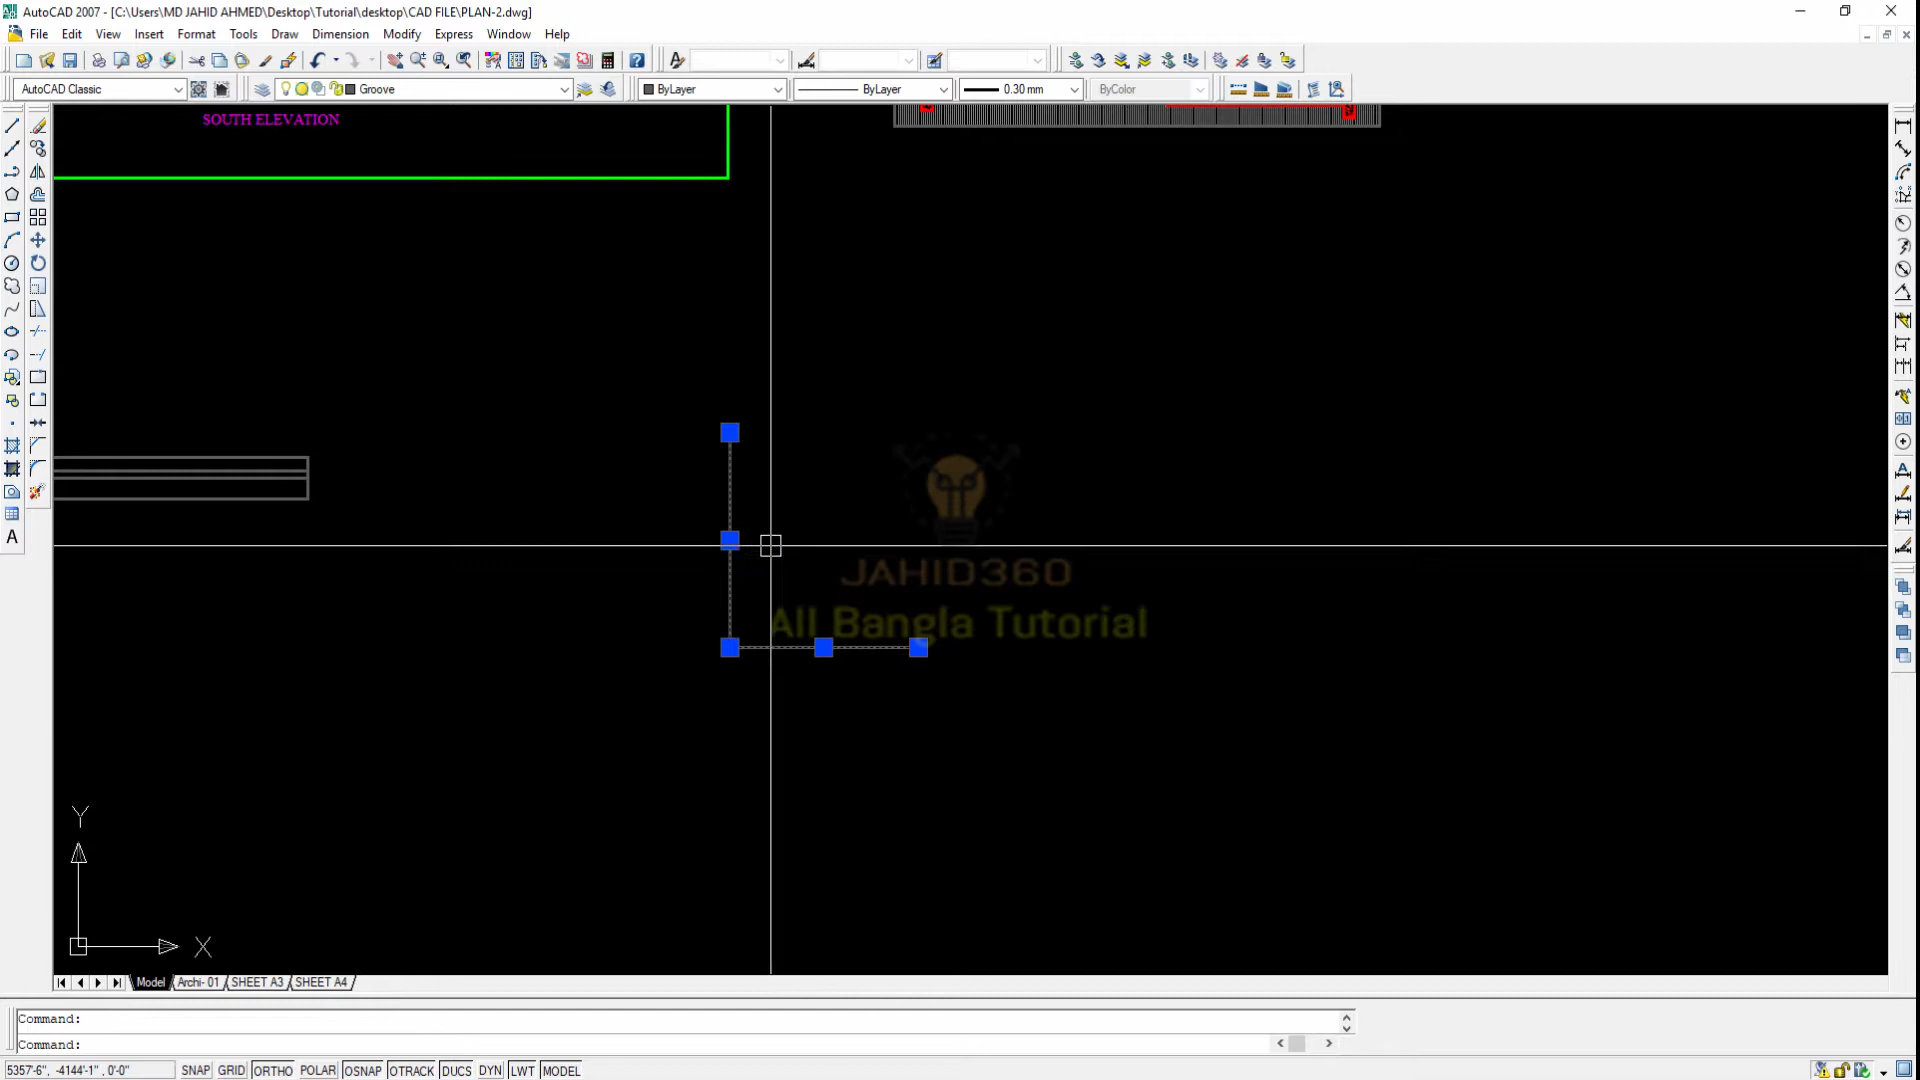 AutoCAD 2007 - [C:\Users\MD JAHID AHMED\Desktop\Tutorial\desktop\CAD FILE\PLAN-2.dwg]
File Edit View Insert Format Tools Draw Dimension Modify Express Window Help
AutoCAD Classic Groove ByLayer ByLayer 0.30 mm ByColor
SOUTH ELEVATION
JAHID360
All Bangla Tutorial
Y
X
Model Archi- 01 SHEET A3 SHEET A4
Command:
Command:
5357'-6", -4144'-1" , 0'-0" SNAP GRID ORTHO POLAR OSNAP OTRACK DUCS DYN LWT MODEL